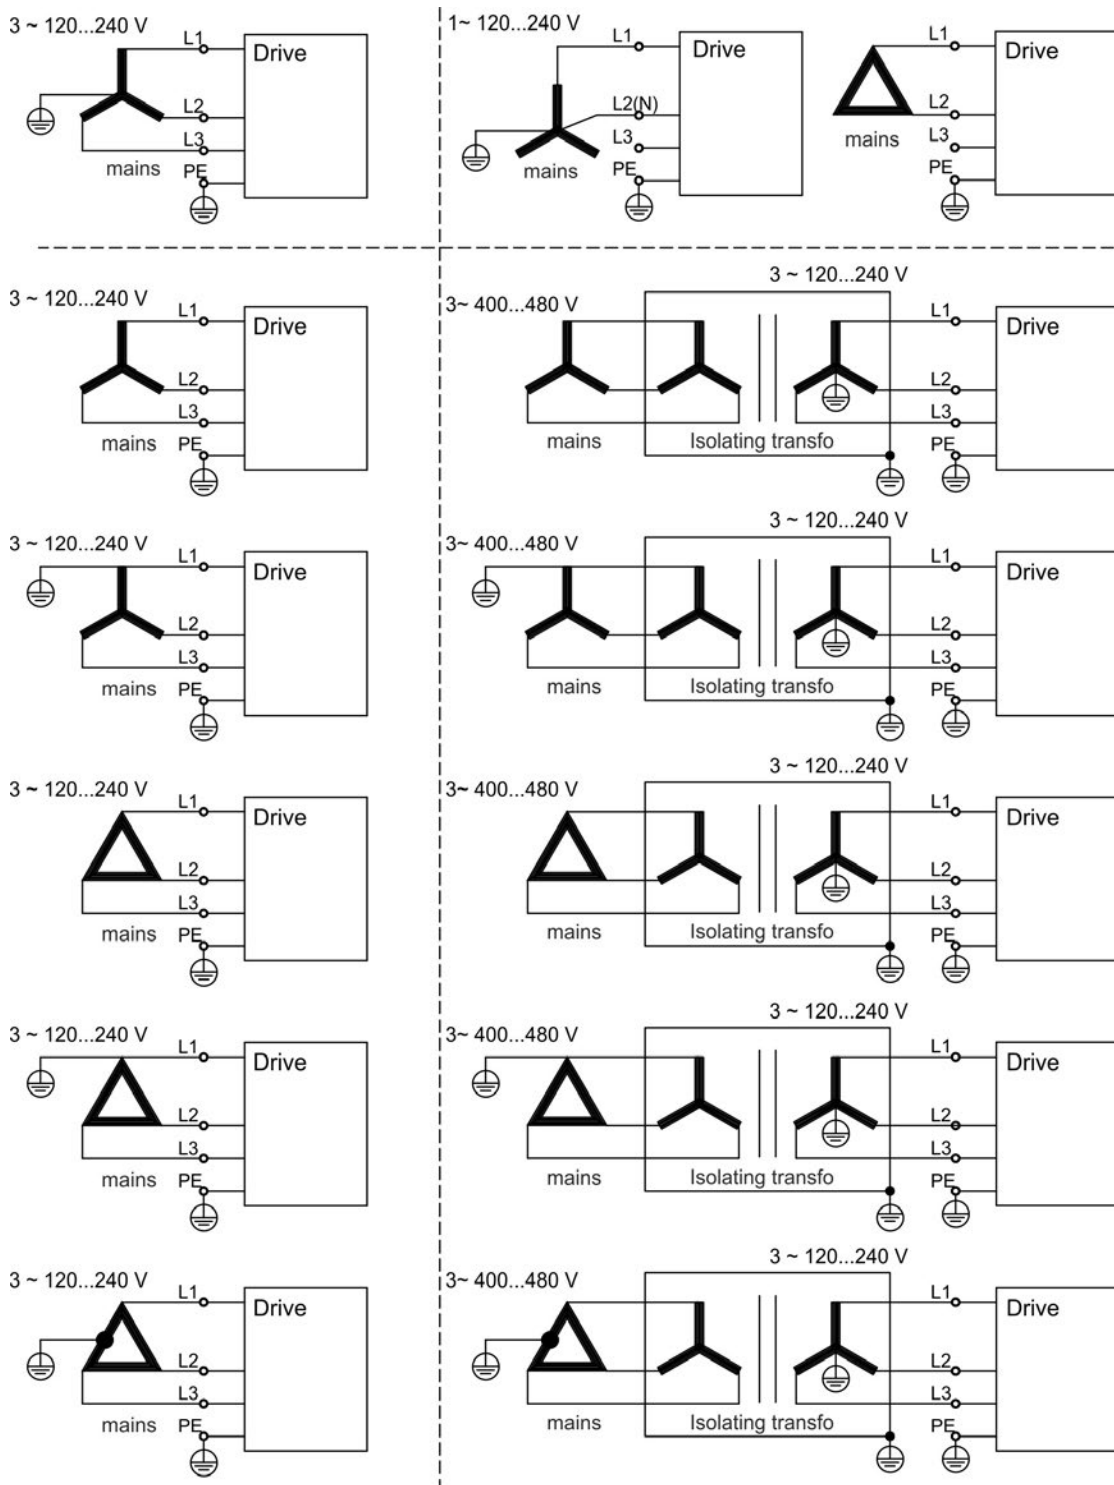 3 ~ 120...240 V
L1
Drive
L2
L3
mains
PE
1~ 120...240 V
L1
Drive
L2(N)
L3
mains
PE
L1
Drive
L2
mains
L3
PE
3 ~ 120...240 V
L1
Drive
L2
L3
mains
PE
3 ~ 120...240 V
3~ 400...480 V
L1
Drive
L2
L3
mains
Isolating transfo
PE
3 ~ 120...240 V
L1
Drive
L2
L3
mains
PE
3 ~ 120...240 V
3~ 400...480 V
L1
Drive
L2
L3
mains
Isolating transfo
PE
3 ~ 120...240 V
L1
Drive
L2
L3
mains
PE
3 ~ 120...240 V
3~ 400...480 V
L1
Drive
L2
L3
mains
Isolating transfo
PE
3 ~ 120...240 V
L1
Drive
L2
L3
mains
PE
3 ~ 120...240 V
3~ 400...480 V
L1
Drive
L2
L3
mains
Isolating transfo
PE
3 ~ 120...240 V
L1
Drive
L2
L3
mains
PE
3 ~ 120...240 V
3~ 400...480 V
L1
Drive
L2
L3
mains
Isolating transfo
PE